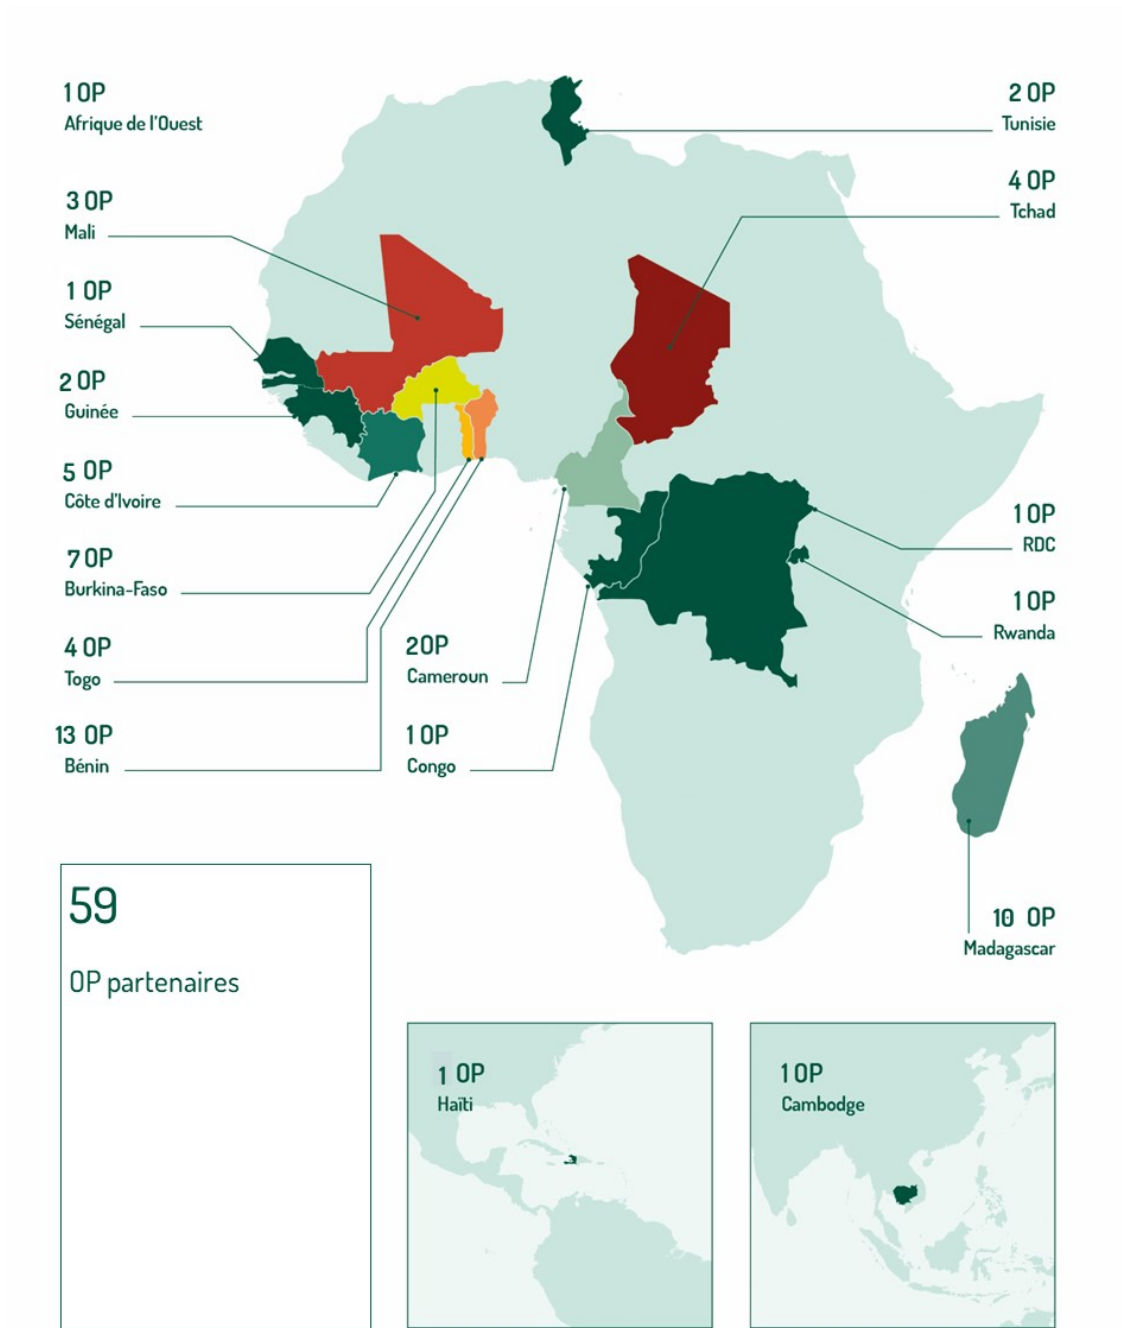 1 OP
Afrique de l'Ouest
3 OP
Mali
1 OP
Sénégal
2 OP
Guinée
5 OP
Côte d'Ivoire
7 OP
Burkina-Faso
4 OP
Togo
13 OP
Bénin
2 OP
Cameroun
1 OP
Congo
2 OP
Tunisie
4 OP
Tchad
1 OP
RDC
1 OP
Rwanda
10 OP
Madagascar
59
OP partenaires
1 OP
Haïti
1 OP
Cambodge